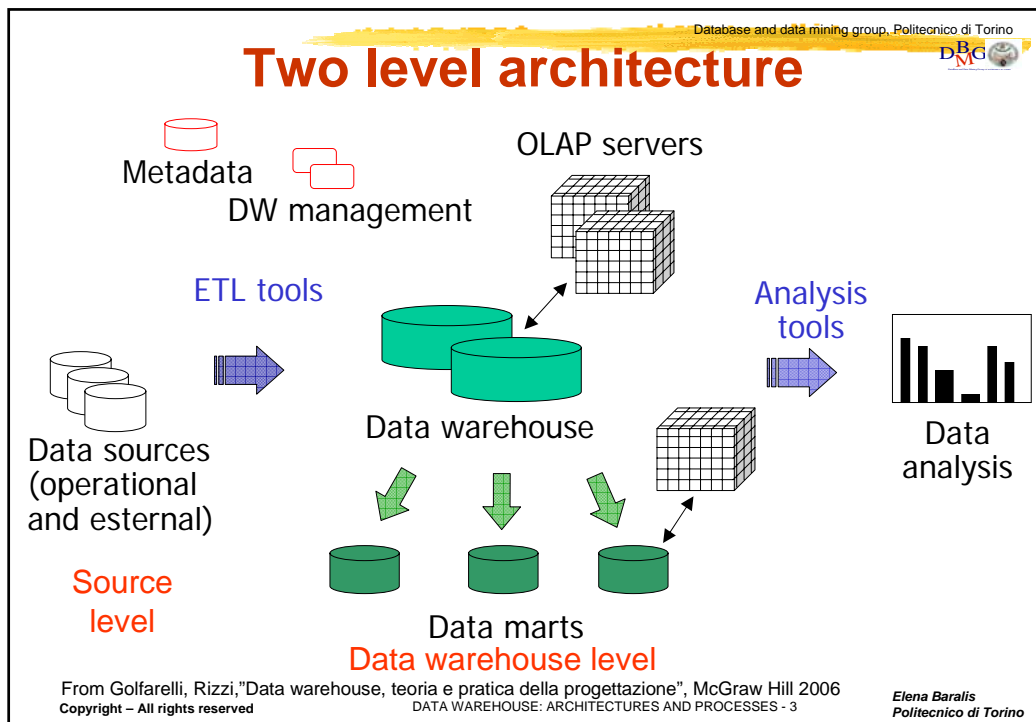 Database and data mining group, Politecnico di Torino
DBMG
Two level architecture
OLAP servers
Metadata
DW management
ETL tools
Analysis
tools
Data warehouse
Data sources
(operational
and esternal)
Data
analysis
Source
level
Data marts
Data warehouse level
From Golfarelli, Rizzi,”Data warehouse, teoria e pratica della progettazione”, McGraw Hill 2006
Copyright – All rights reserved
DATA WAREHOUSE: ARCHITECTURES AND PROCESSES - 3
Elena Baralis
Politecnico di Torino